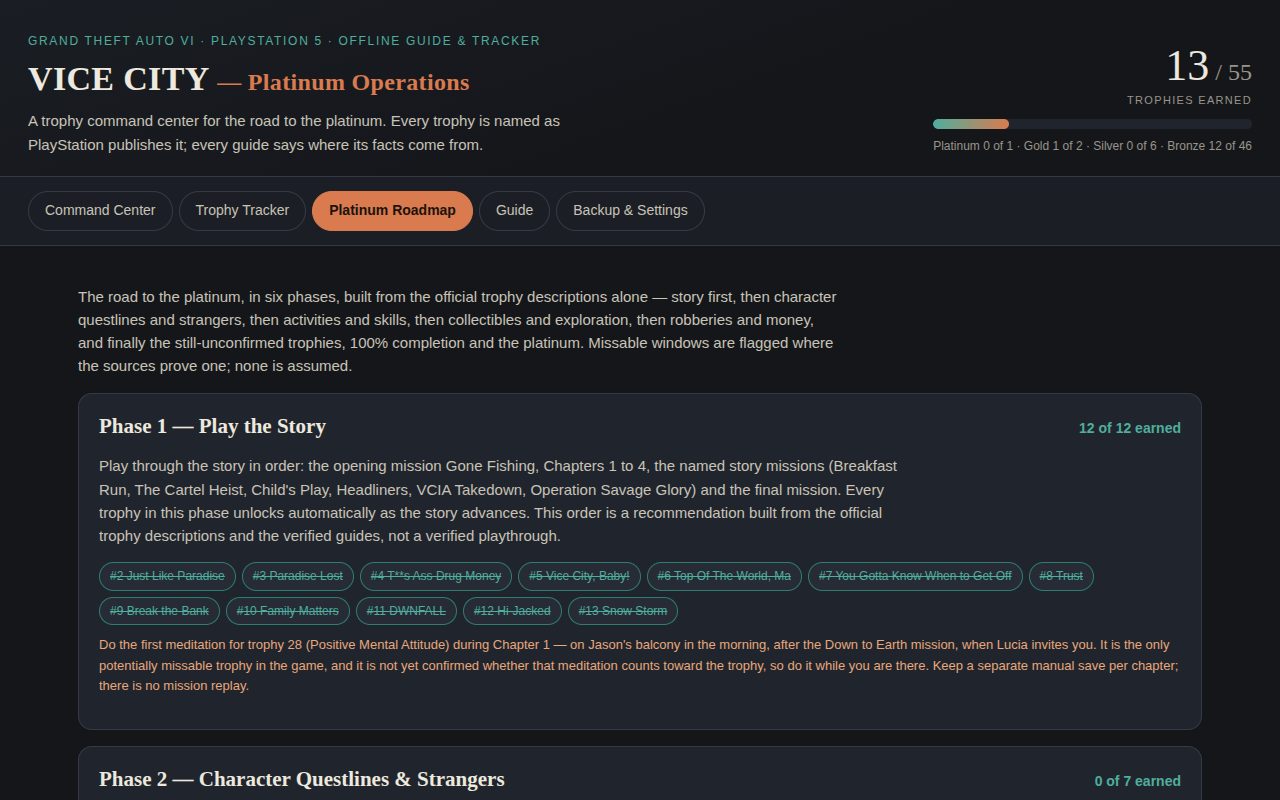 GRAND THEFT AUTO VI · PLAYSTATION 5 · OFFLINE GUIDE & TRACKER
VICE CITY — Platinum Operations
A trophy command center for the road to the platinum. Every trophy is named as
PlayStation publishes it; every guide says where its facts come from.
13 / 55
TROPHIES EARNED
Platinum 0 of 1 · Gold 1 of 2 · Silver 0 of 6 · Bronze 12 of 46
Command Center Trophy Tracker Platinum Roadmap Guide Backup & Settings
The road to the platinum, in six phases, built from the official trophy descriptions alone — story first, then character
questlines and strangers, then activities and skills, then collectibles and exploration, then robberies and money,
and finally the still-unconfirmed trophies, 100% completion and the platinum. Missable windows are flagged where
the sources prove one; none is assumed.
Phase 1 — Play the Story 12 of 12 earned
Play through the story in order: the opening mission Gone Fishing, Chapters 1 to 4, the named story missions (Breakfast
Run, The Cartel Heist, Child's Play, Headliners, VCIA Takedown, Operation Savage Glory) and the final mission. Every
trophy in this phase unlocks automatically as the story advances. This order is a recommendation built from the official
trophy descriptions and the verified guides, not a verified playthrough.
#2 Just Like Paradise #3 Paradise Lost #4 T**s Ass Drug Money #5 Vice City, Baby! #6 Top Of The World, Ma #7 You Gotta Know When to Get Off #8 Trust
#9 Break the Bank #10 Family Matters #11 DWNFALL #12 Hi-Jacked #13 Snow Storm
Do the first meditation for trophy 28 (Positive Mental Attitude) during Chapter 1 — on Jason's balcony in the morning, after the Down to Earth mission, when Lucia invites you. It is the only
potentially missable trophy in the game, and it is not yet confirmed whether that meditation counts toward the trophy, so do it while you are there. Keep a separate manual save per chapter;
there is no mission replay.
Phase 2 — Character Questlines & Strangers 0 of 7 earned